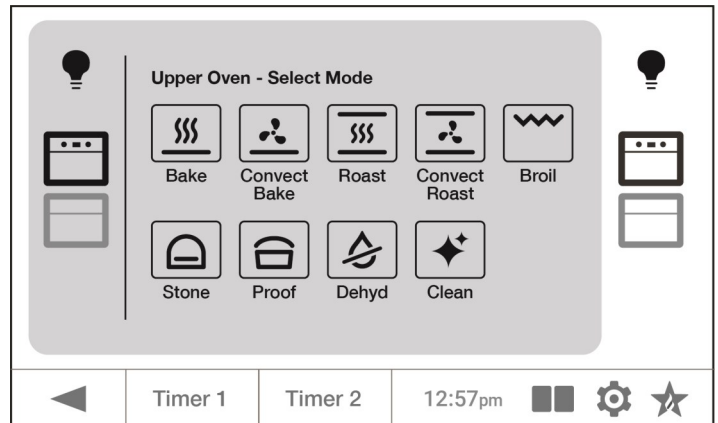 Upper Oven - Select Mode
Bake
Convect
Bake
Roast
Convect
Roast
Broil
Stone
Proof
Dehyd
Clean
Timer 1
Timer 2
12:57pm